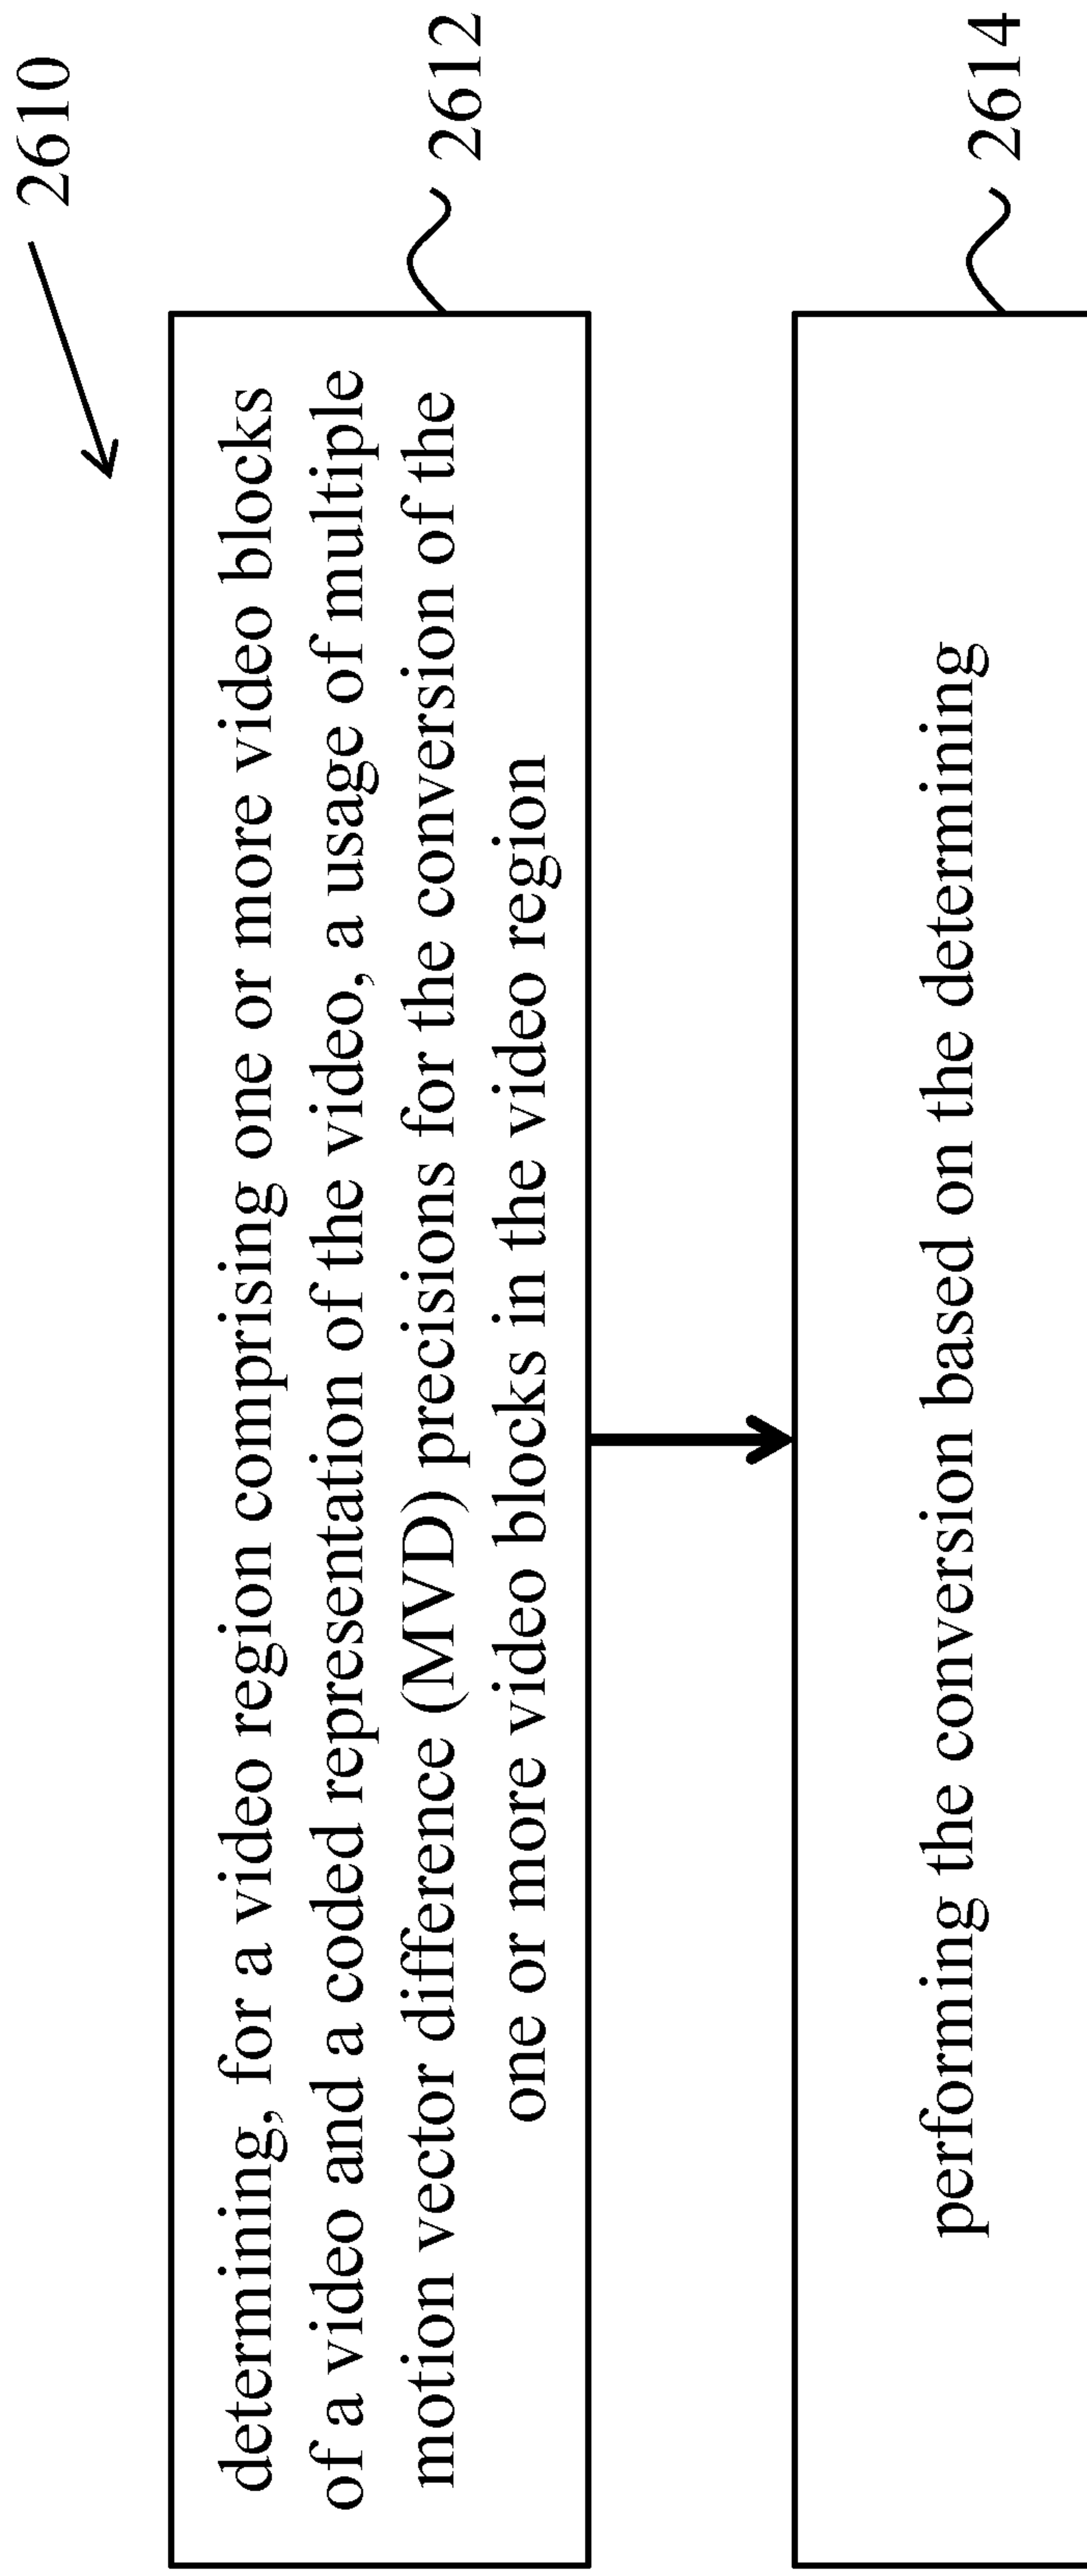 2610
determining, for a video region comprising one or more video blocks
of a video and a coded representation of the video, a usage of multiple
motion vector difference (MVD) precisions for the conversion of the
one or more video blocks in the video region
2612
performing the conversion based on the determining
2614